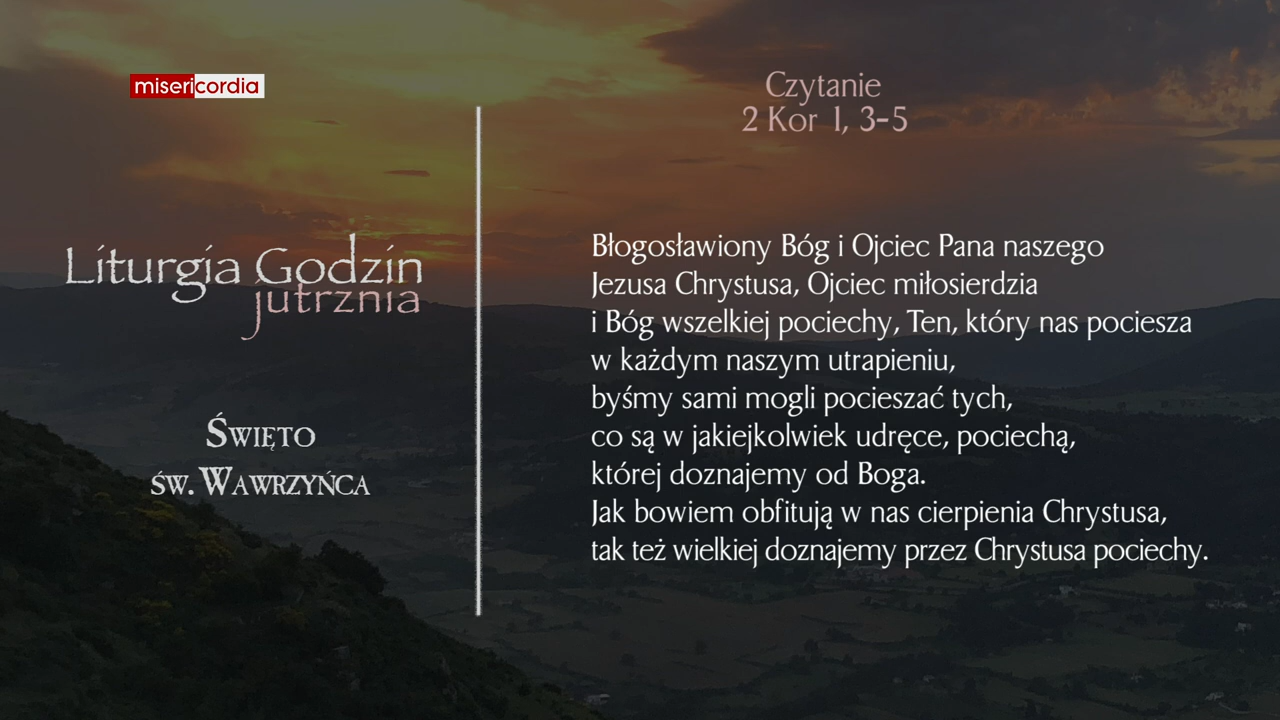 misericordia
Liturgia Godzin
jutrznia
Święto
św. Wawrzyńca
Czytanie
2 Kor 1, 3-5
Błogosławiony Bóg i Ojciec Pana naszego
Jezusa Chrystusa, Ojciec miłosierdzia
i Bóg wszelkiej pociechy, Ten, który nas pociesza
w każdym naszym utrapieniu,
byśmy sami mogli pocieszać tych,
co są w jakiejkolwiek udręce, pociechą,
której doznajemy od Boga.
Jak bowiem obfitują w nas cierpienia Chrystusa,
tak też wielkiej doznajemy przez Chrystusa pociechy.